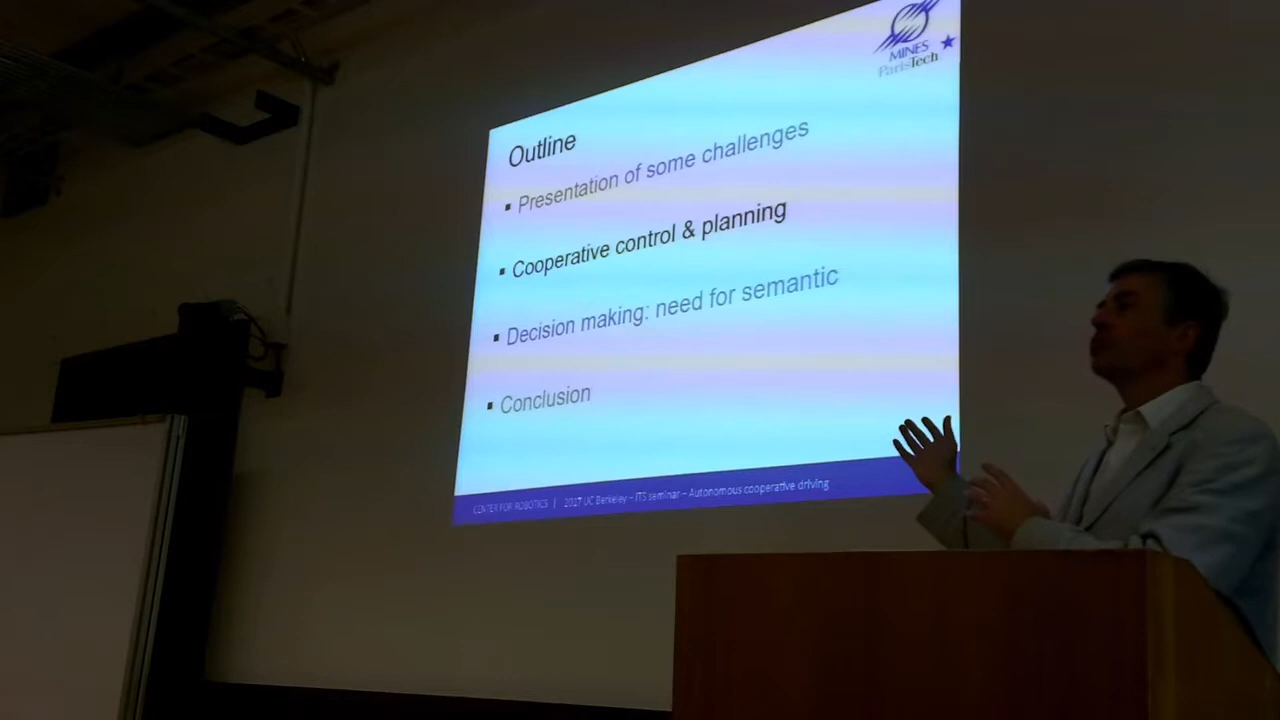 MINES
ParisTech
Outline
▪ Presentation of some challenges
▪ Cooperative control & planning
▪ Decision making: need for semantic
▪ Conclusion
CENTER FOR ROBOTICS | 2017 UC Berkeley – ITS seminar – Autonomous cooperative driving